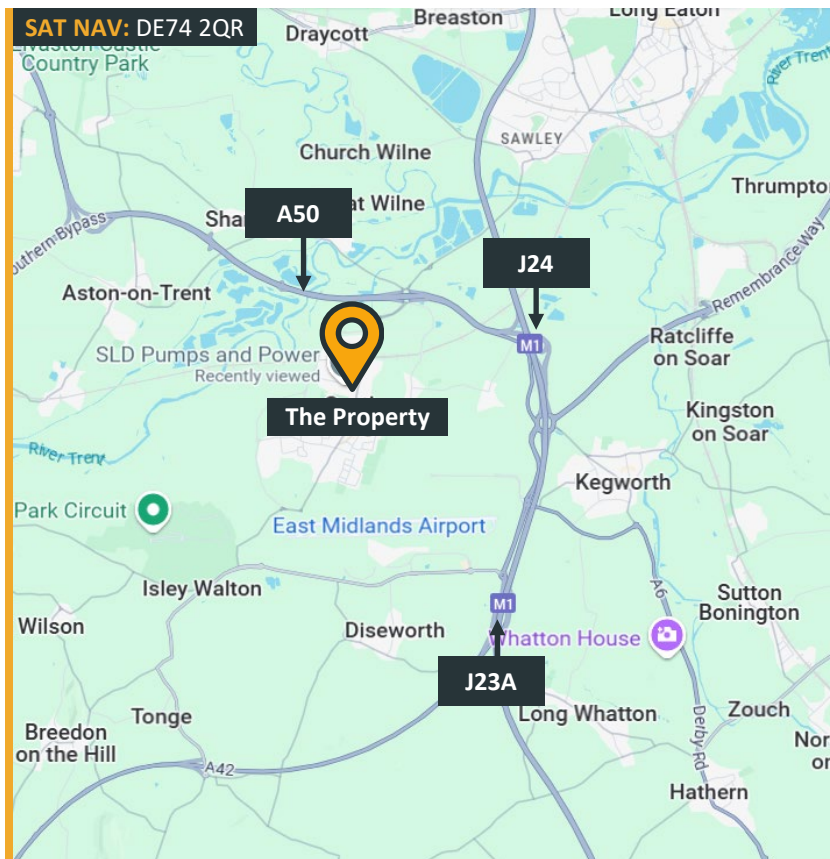 SAT NAV: DE74 2QR
Breaston
Long Eaton
Draycott
Elvaston Castle
Country Park
River Trent
SAWLEY
Church Wilne
Thrumpton
at Wilne
A50
Shar
J24
Southern Bypass
Remembrance Way
Aston-on-Trent
M1
Ratcliffe
on Soar
SLD Pumps and Power
Recently viewed
The Property
Kingston
on Soar
River Trent
Kegworth
Park Circuit
East Midlands Airport
Isley Walton
A6
Sutton
Bonington
M1
Wilson
Diseworth
Whatton House
J23A
Tonge
Long Whatton
Zouch
Derby Rd
Breedon
on the Hill
Nor
on
A42
Hathern